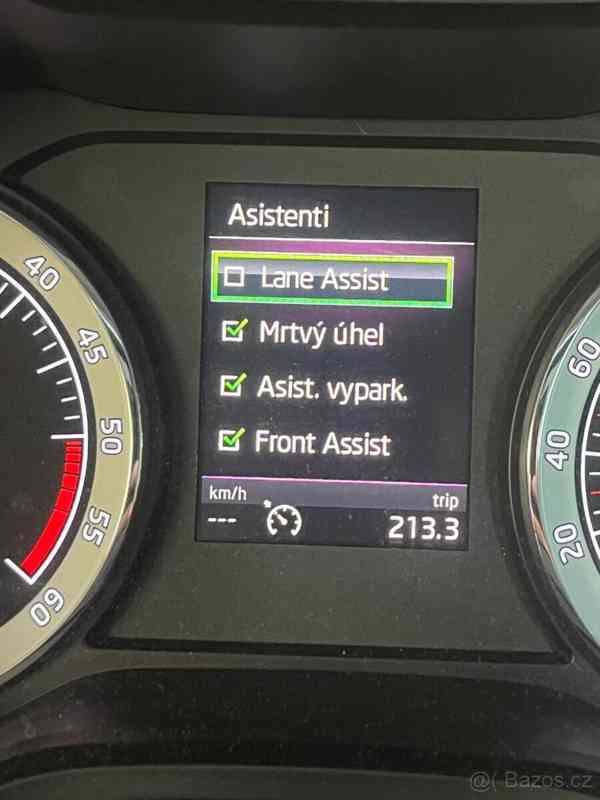 Asistenti
Lane Assist
Mrtvý úhel
Asist. vypark.
Front Assist
km/h
trip
---
213.3
40
45
50
55
60
60
40
20
@( Bazos.cz